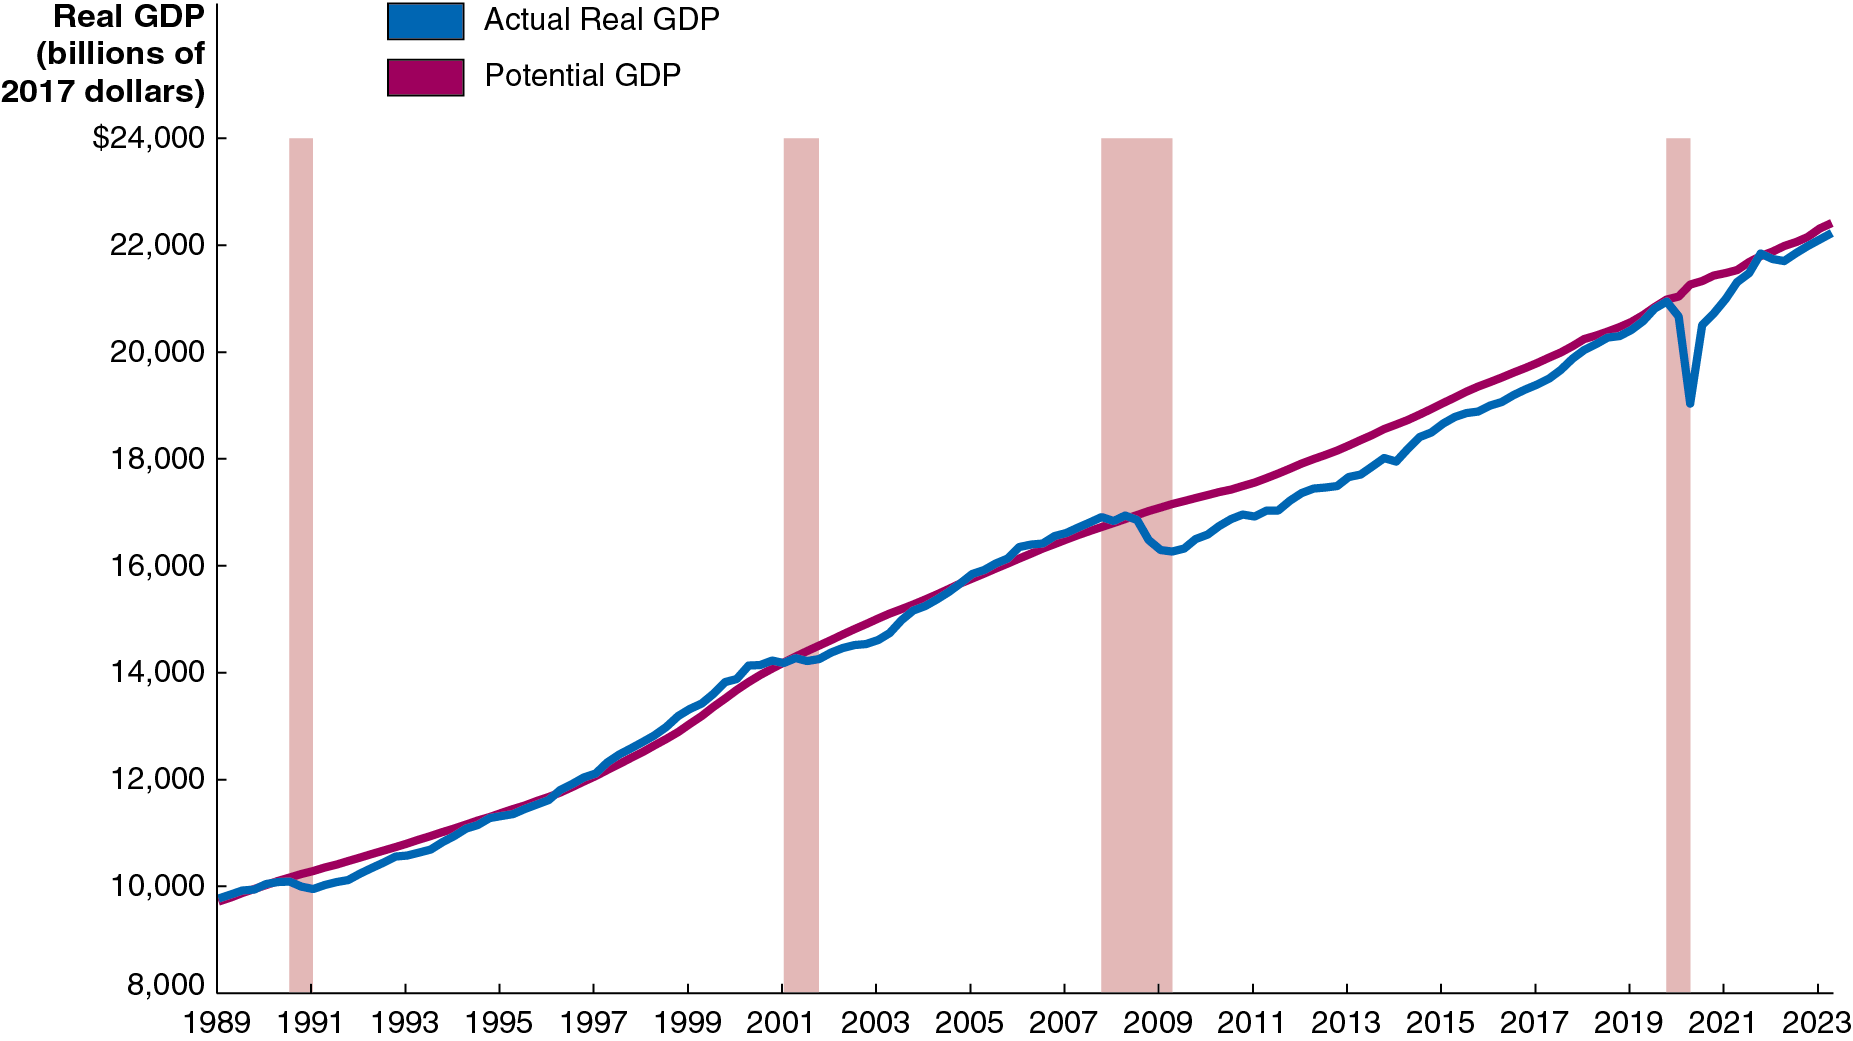 Real GDP
(billions of
2017 dollars)
Actual Real GDP
Potential GDP
$24,000
22,000
20,000
18,000
16,000
14,000
12,000
10,000
8,000
1989 1991 1993 1995 1997 1999 2001 2003 2005 2007 2009 2011 2013 2015 2017 2019 2021 2023